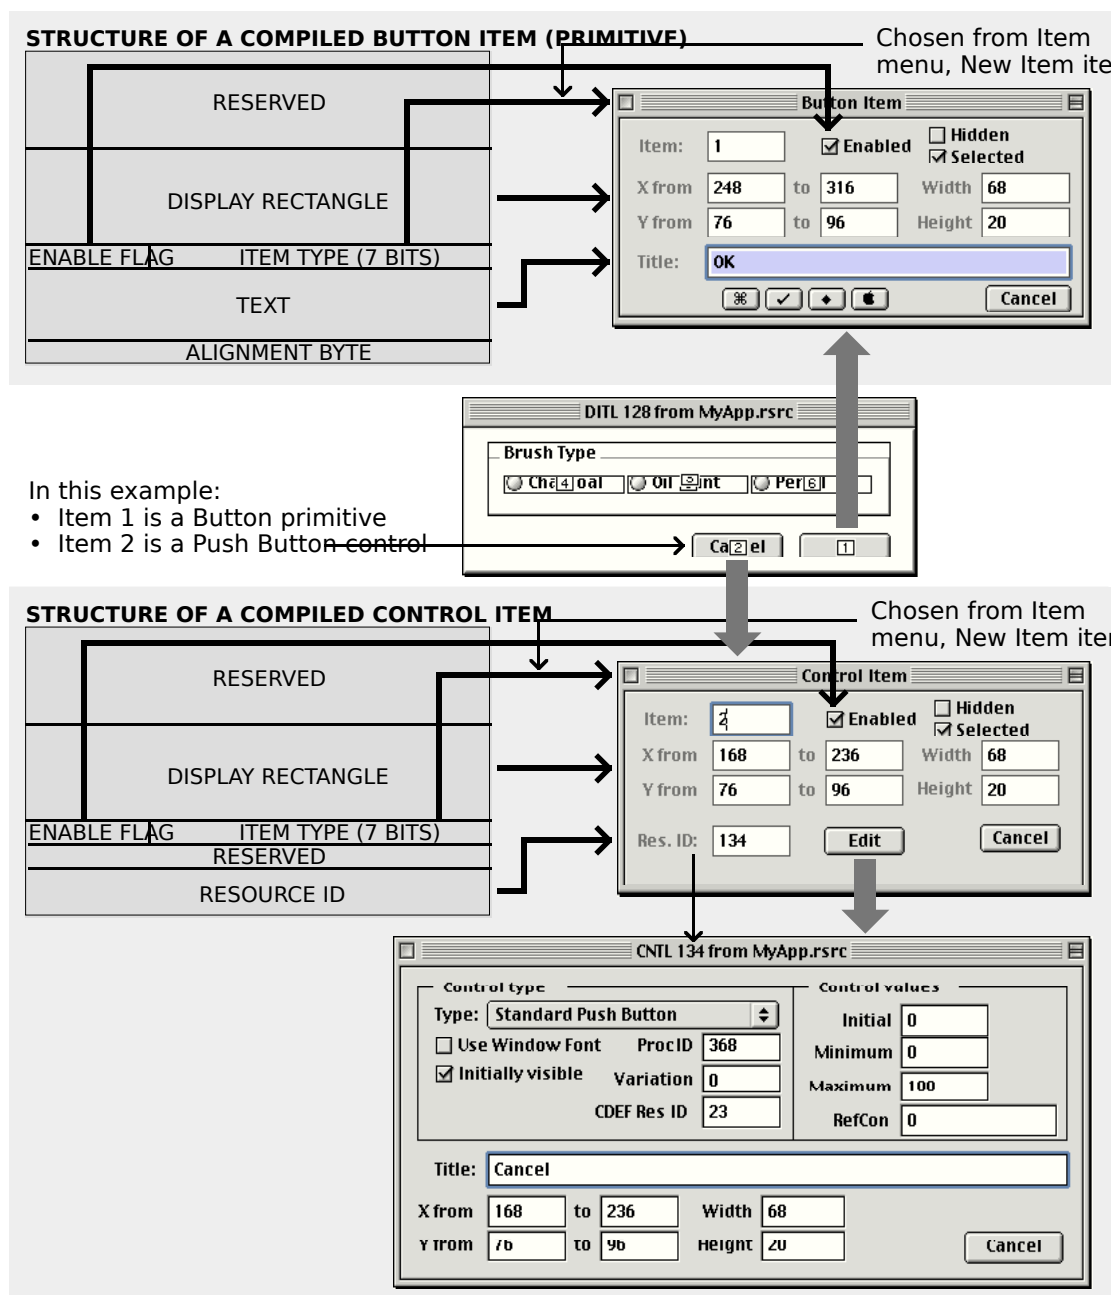 STRUCTURE OF A COMPILED BUTTON ITEM (PRIMITIVE)
Chosen from Item
menu, New Item
RESERVED
DISPLAY RECTANGLE
ENABLE FLAG ITEM TYPE (7 BITS)
TEXT
ALIGNMENT BYTE
Button Item
Item: 1 Enabled Hidden
Selected
X from 248 to 316 Width 68
Y from 76 to 96 Height 20
Title: OK
⌘ ✓ ◆ Cancel
DITL 128 from MyApp.rsrc
Brush Type
4 6
2 1
In this example:
• Item 1 is a Button primitive
• Item 2 is a Push Button control
STRUCTURE OF A COMPILED CONTROL ITEM
Chosen from Item
menu, New Item
RESERVED
DISPLAY RECTANGLE
ENABLE FLAG ITEM TYPE (7 BITS)
RESERVED
RESOURCE ID
Control Item
Item: 2 Enabled Hidden
Selected
X from 168 to 236 Width 68
Y from 76 to 96 Height 20
Res. ID: 134 Edit Cancel
CNTL 134 from MyApp.rsrc
Control type
Type: Standard Push Button
Use Window Font ProcID 368
Initially visible Variation 0
CDEF Res ID 23
Control values
Initial 0
Minimum 0
Maximum 100
RefCon 0
Title: Cancel
X from 168 to 236 Width 68
Y from 76 to 96 Height 20
Cancel